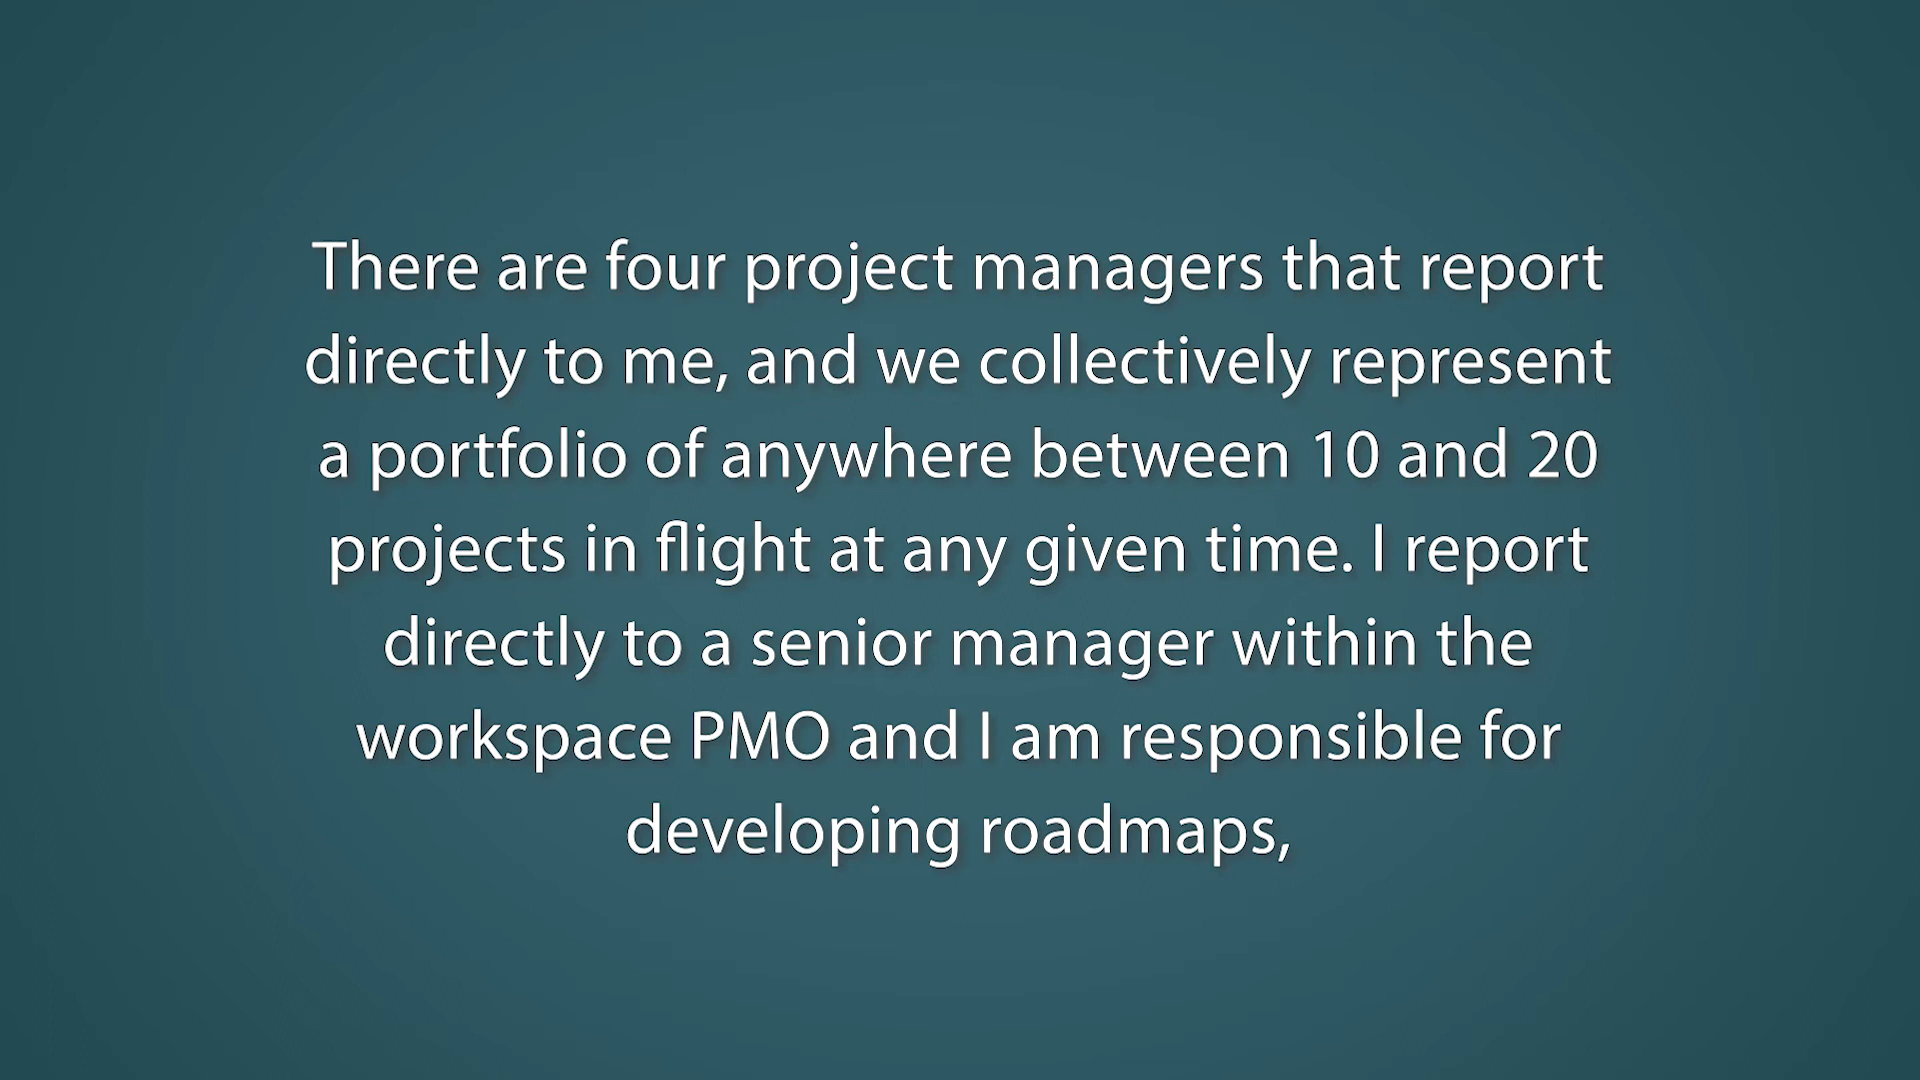 There are four project managers that report
directly to me, and we collectively represent
a portfolio of anywhere between 10 and 20
projects in flight at any given time. I report
directly to a senior manager within the
workspace PMO and I am responsible for
developing roadmaps,